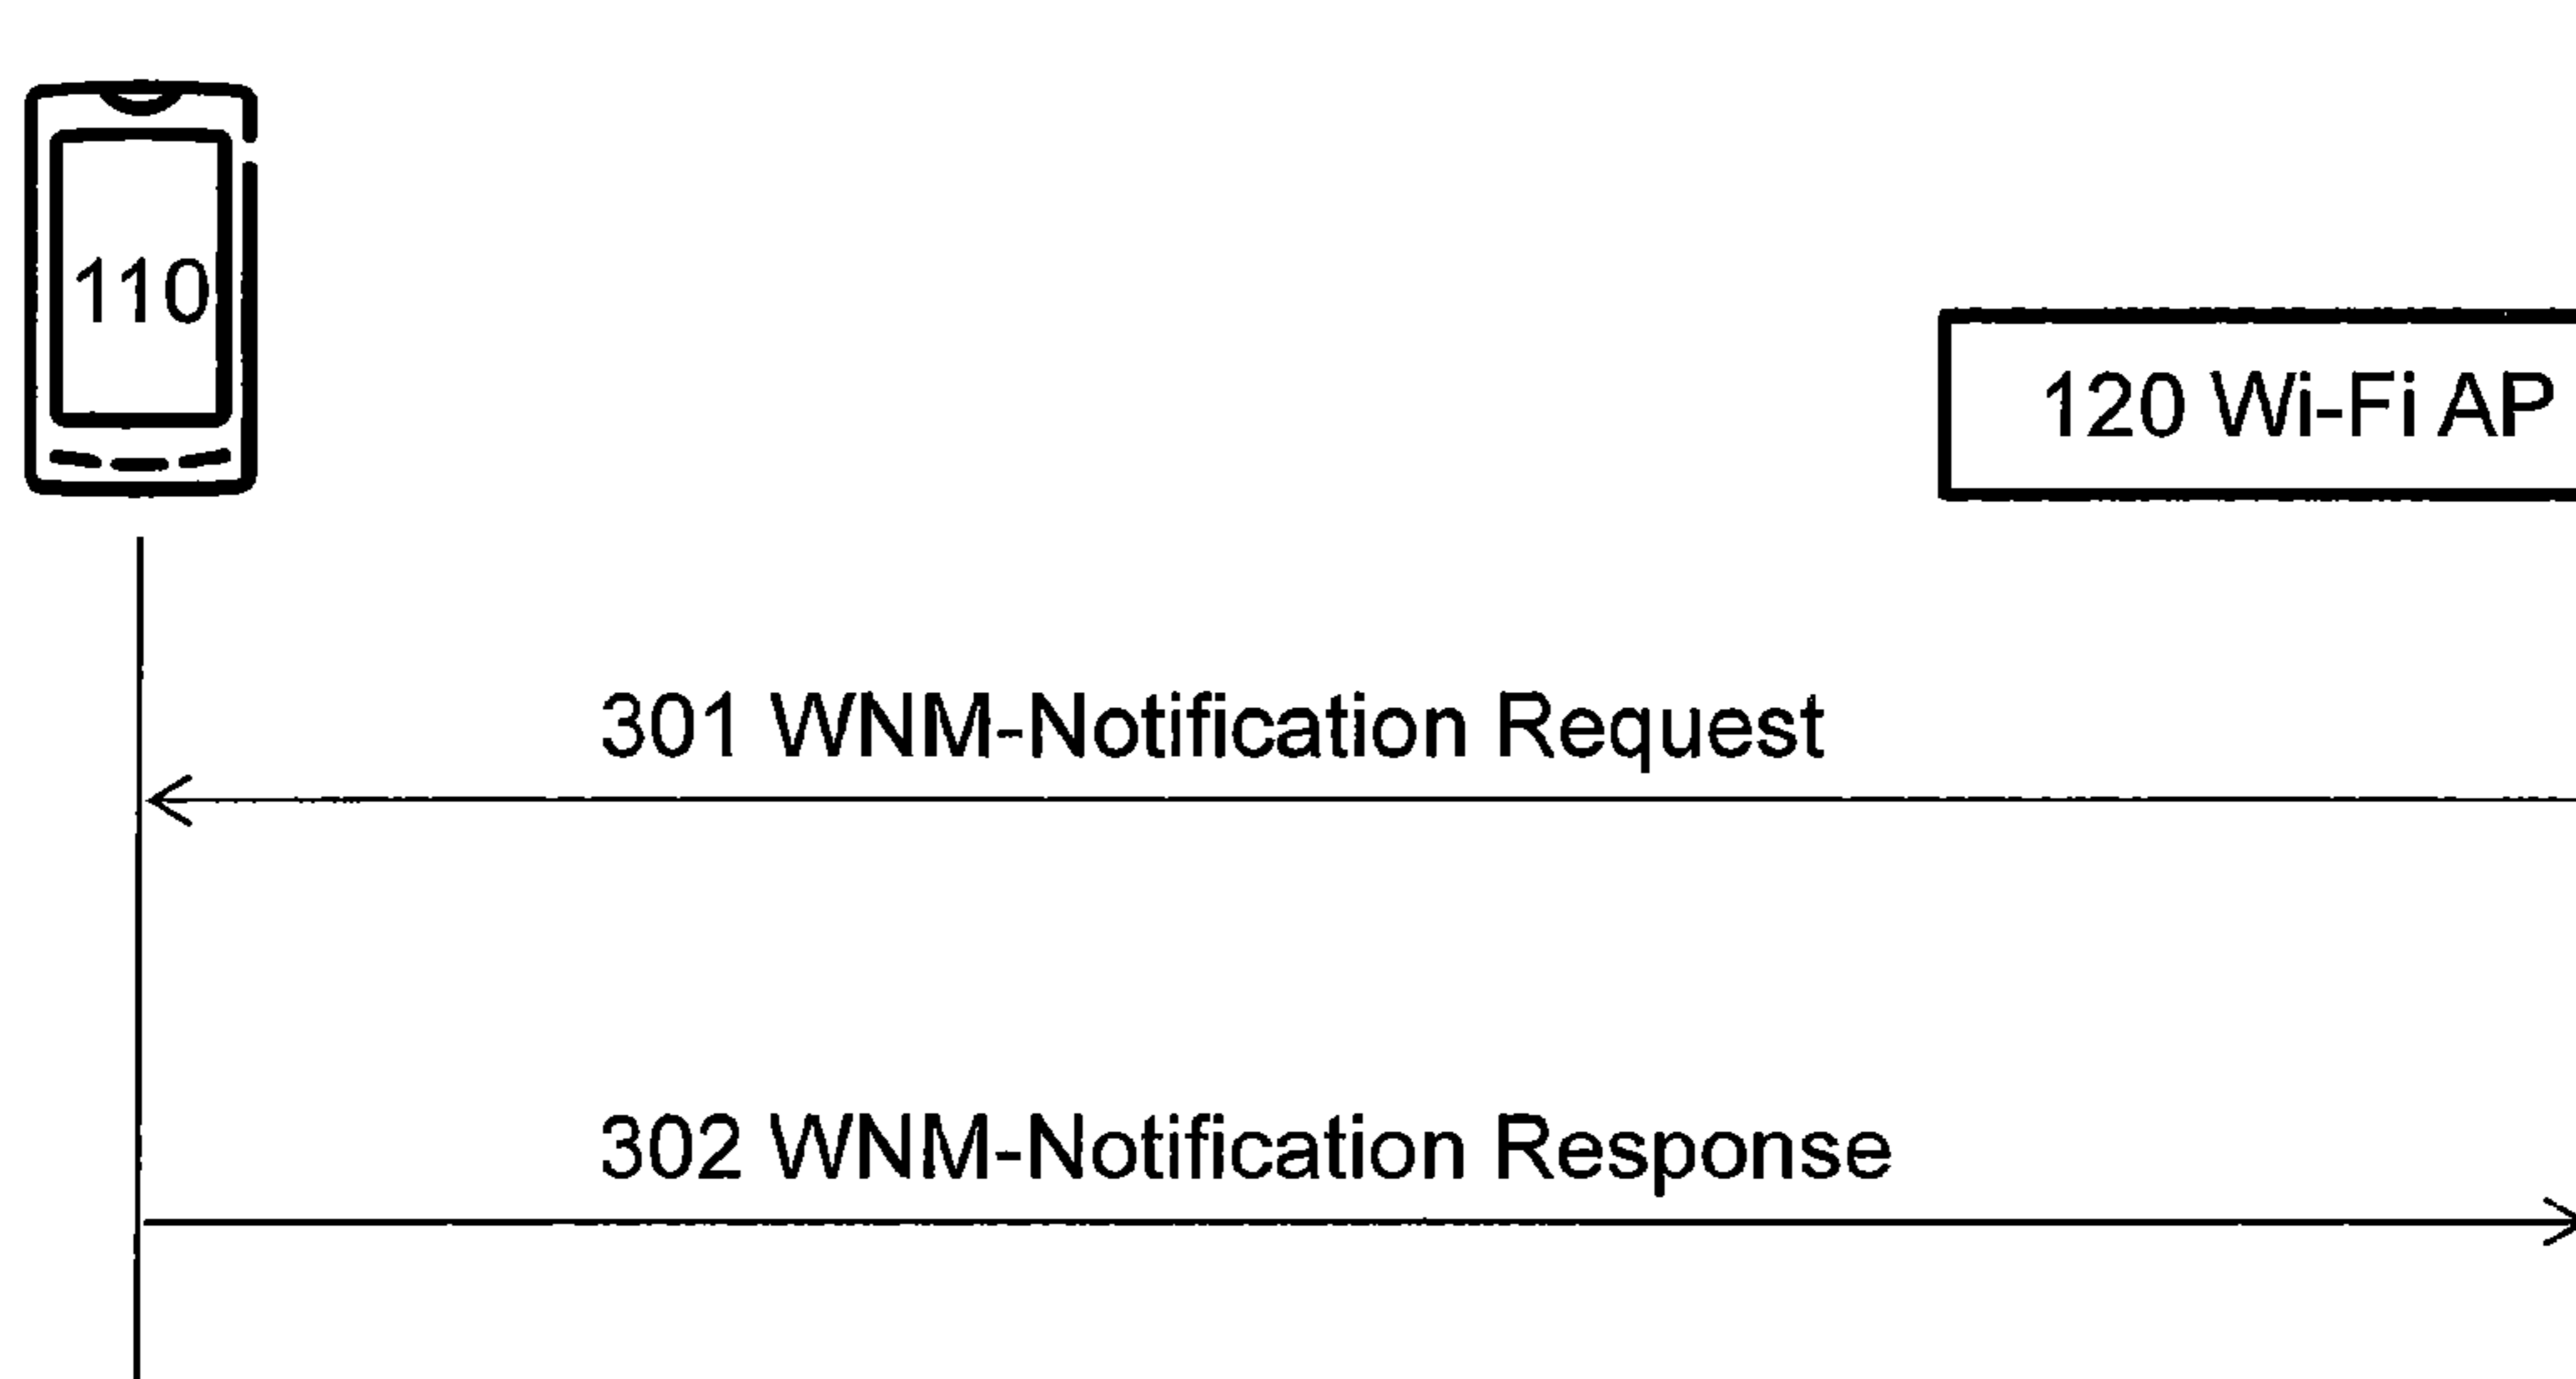 110
120 Wi-Fi AP
301 WNM-Notification Request
302 WNM-Notification Response